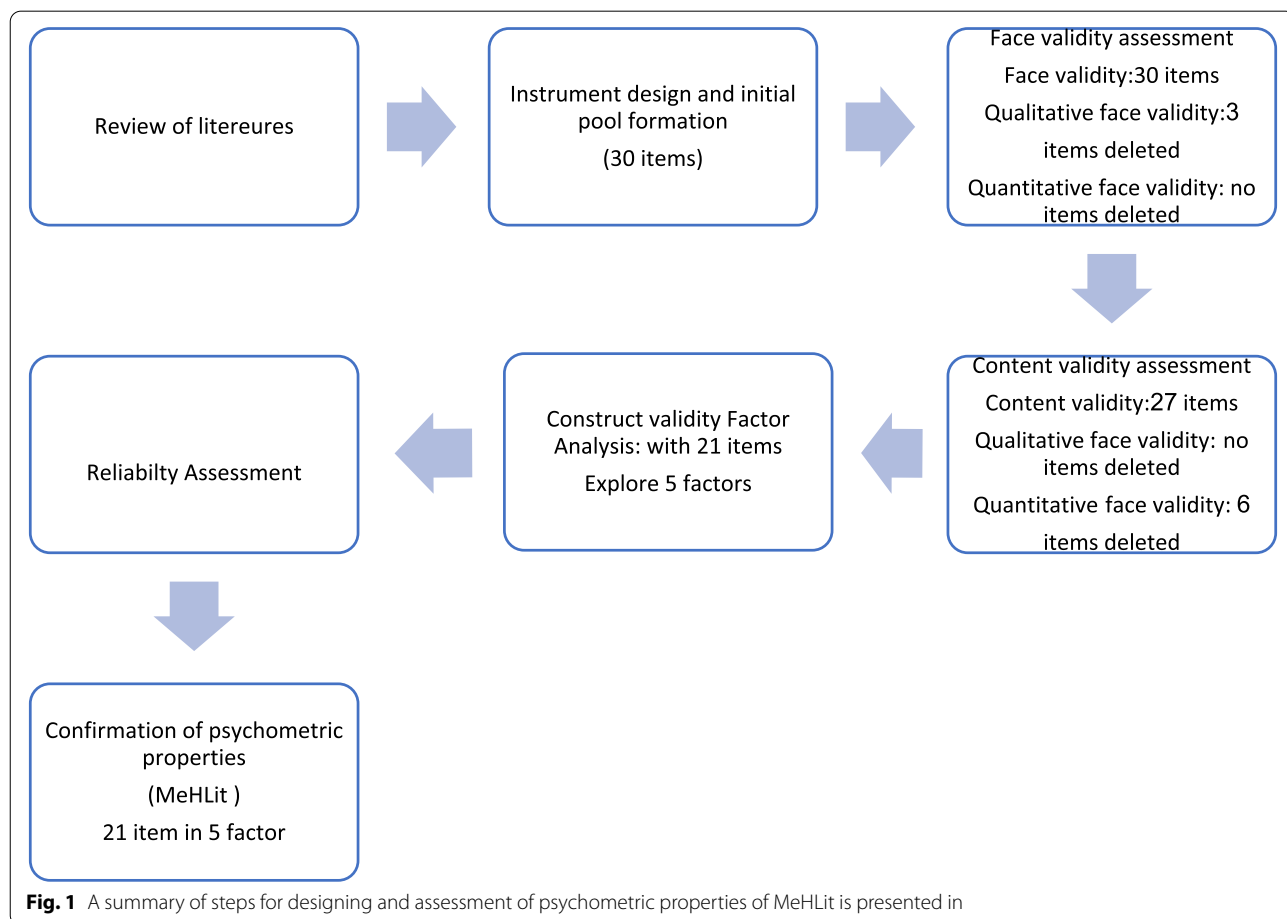 Review of litereures
Instrument design and initial
pool formation
(30 items)
Face validity assessment
Face validity:30 items
Qualitative face validity:3
items deleted
Quantitative face validity: no
items deleted
Content validity assessment
Content validity:27 items
Qualitative face validity: no
items deleted
Quantitative face validity: 6
items deleted
Construct validity Factor
Analysis: with 21 items
Explore 5 factors
Reliabilty Assessment
Confirmation of psychometric
properties
(MeHLit )
21 item in 5 factor
Fig. 1 A summary of steps for designing and assessment of psychometric properties of MeHLit is presented in